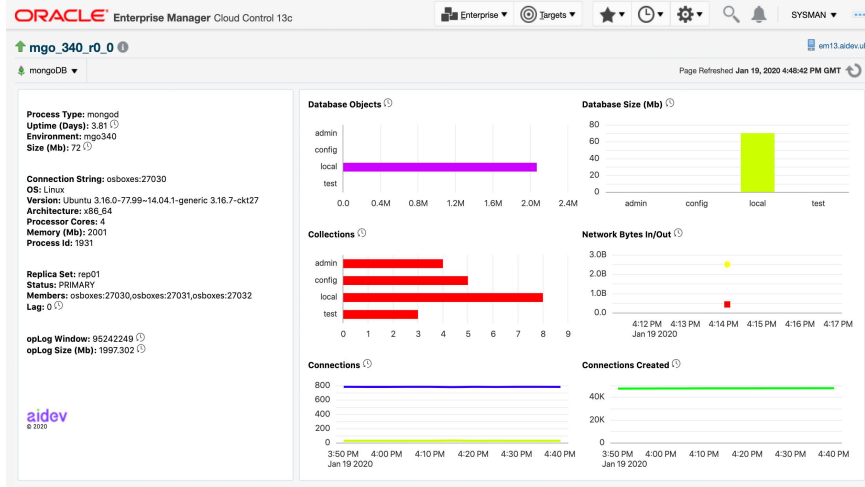 ORACLE Enterprise Manager Cloud Control 13c
Enterprise Targets SYSMAN
mgo_340_r0_0
em13.aidev.uk
mongoDB
Page Refreshed Jan 19, 2020 4:48:42 PM GMT
Process Type: mongod
Uptime (Days): 3.81
Environment: mgo340
Size (Mb): 72
Connection String: osboxes:27030
OS: Linux
Version: Ubuntu 3.16.0-77.99~14.04.1-generic 3.16.7-ckt27
Architecture: x86_64
Processor Cores: 4
Memory (Mb): 2001
Process Id: 1931
Replica Set: rep01
Status: PRIMARY
Members: osboxes:27030,osboxes:27031,osboxes:27032
Lag: 0
opLog Window: 95242249
opLog Size (Mb): 1997.302
aidev
© 2020
Database Objects
admin
config
local
test
0.0 0.4M 0.8M 1.2M 1.6M 2.0M 2.4M
Database Size (Mb)
80
60
40
20
0
admin config local test
Collections
admin
config
local
test
0 1 2 3 4 5 6 7 8 9
Network Bytes In/Out
3.0B
2.0B
1.0B
0.0
4:12 PM 4:13 PM 4:14 PM 4:15 PM 4:16 PM 4:17 PM
Jan 19 2020
Connections
800
600
400
200
0
3:50 PM 4:00 PM 4:10 PM 4:20 PM 4:30 PM 4:40 PM
Jan 19 2020
Connections Created
40K
20K
0
3:50 PM 4:00 PM 4:10 PM 4:20 PM 4:30 PM 4:40 PM
Jan 19 2020